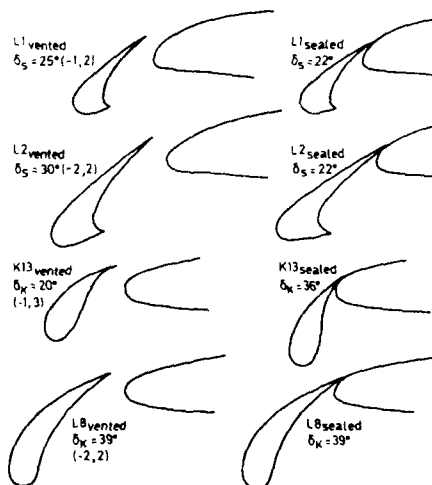 L1 vented
δS = 25° (-1, 2)
L1 sealed
δS = 22°
L2 vented
δS = 30° (-2, 2)
L2 sealed
δS = 22°
K13 vented
δK = 20°
(-1, 3)
K13 sealed
δK = 36°
L8 vented
δK = 39°
(-2, 2)
L8 sealed
δK = 39°